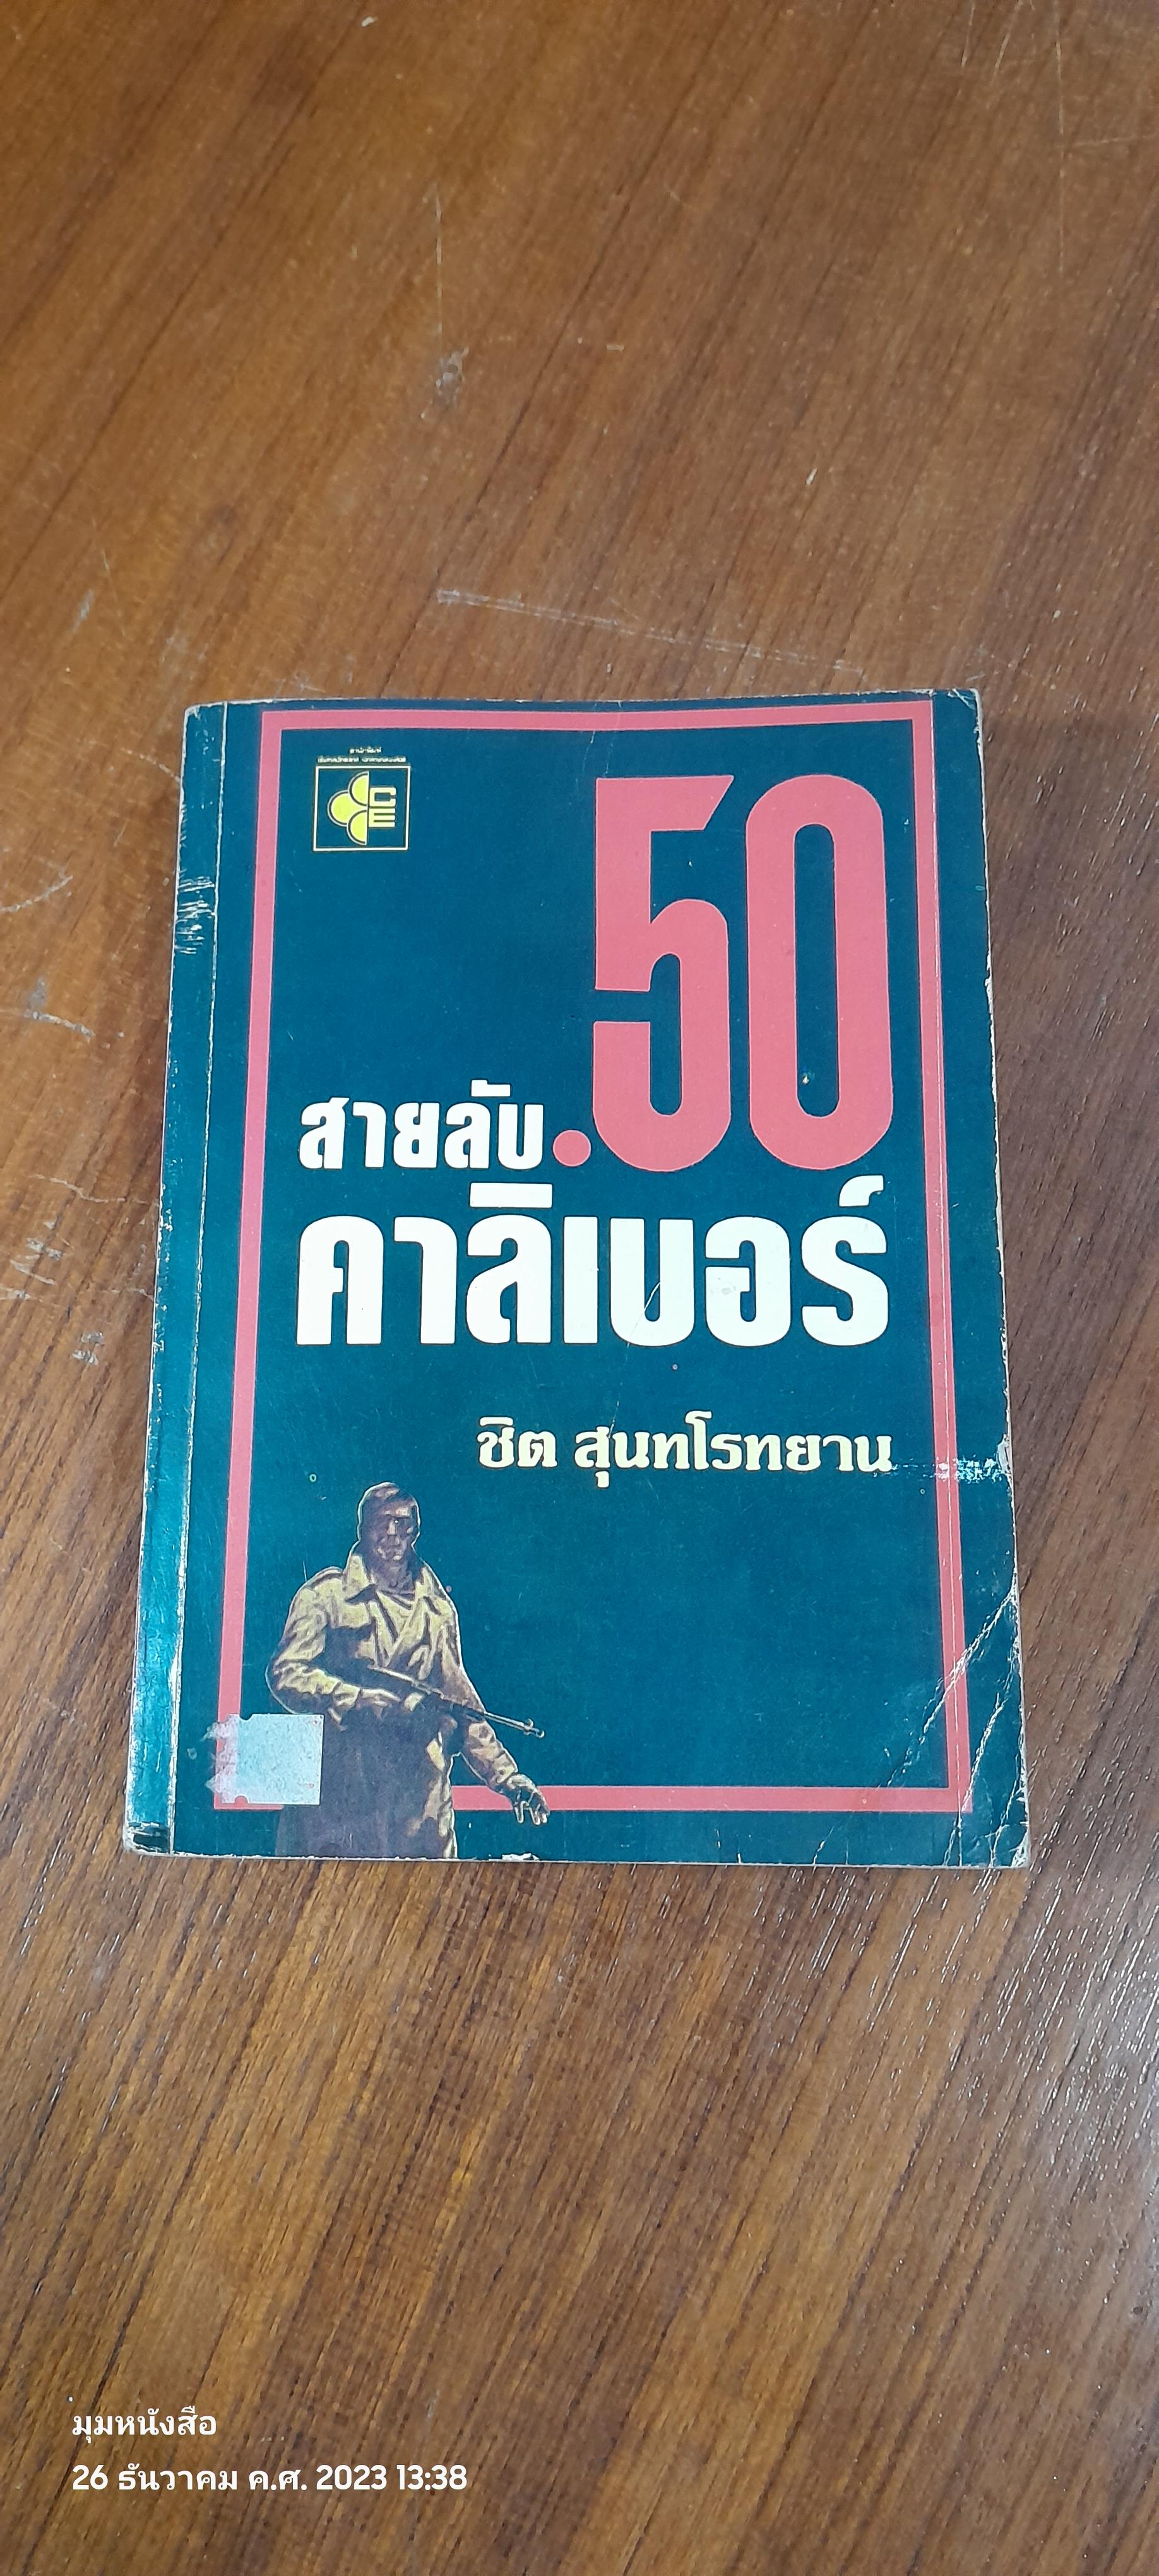 CE
.50
สายลับ
คาลิเบอร์
ชิต สุนทโรทยาน
มุมหนังสือ
26 ธันวาคม ค.ศ. 2023 13:38